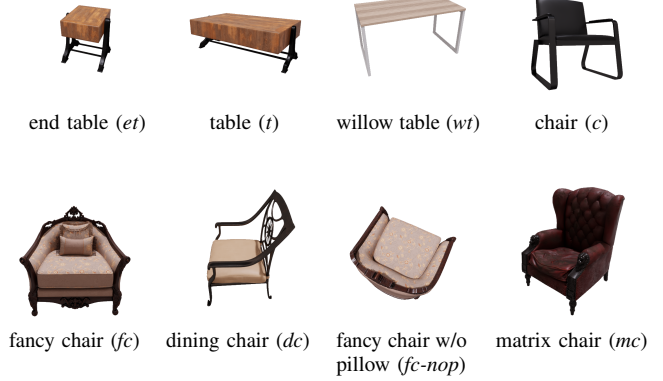 end table (et)
table (t)
willow table (wt)
chair (c)
fancy chair (fc)
dining chair (dc)
fancy chair w/o
pillow (fc-nop)
matrix chair (mc)